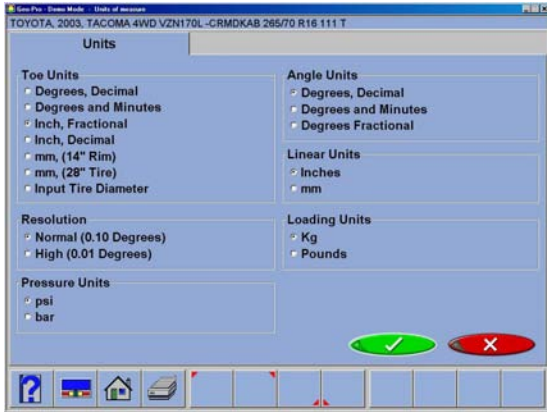 Geo-Pro - Demo Mode - Units of measure
TOYOTA, 2003, TACOMA 4WD VZN170L -CRMDKAB 265/70 R16 111 T
Units
Toe Units
Degrees, Decimal
Degrees and Minutes
Inch, Fractional
Inch, Decimal
mm, (14" Rim)
mm, (28" Tire)
Input Tire Diameter
Resolution
Normal (0.10 Degrees)
High (0.01 Degrees)
Pressure Units
psi
bar
Angle Units
Degrees, Decimal
Degrees and Minutes
Degrees Fractional
Linear Units
Inches
mm
Loading Units
Kg
Pounds
?